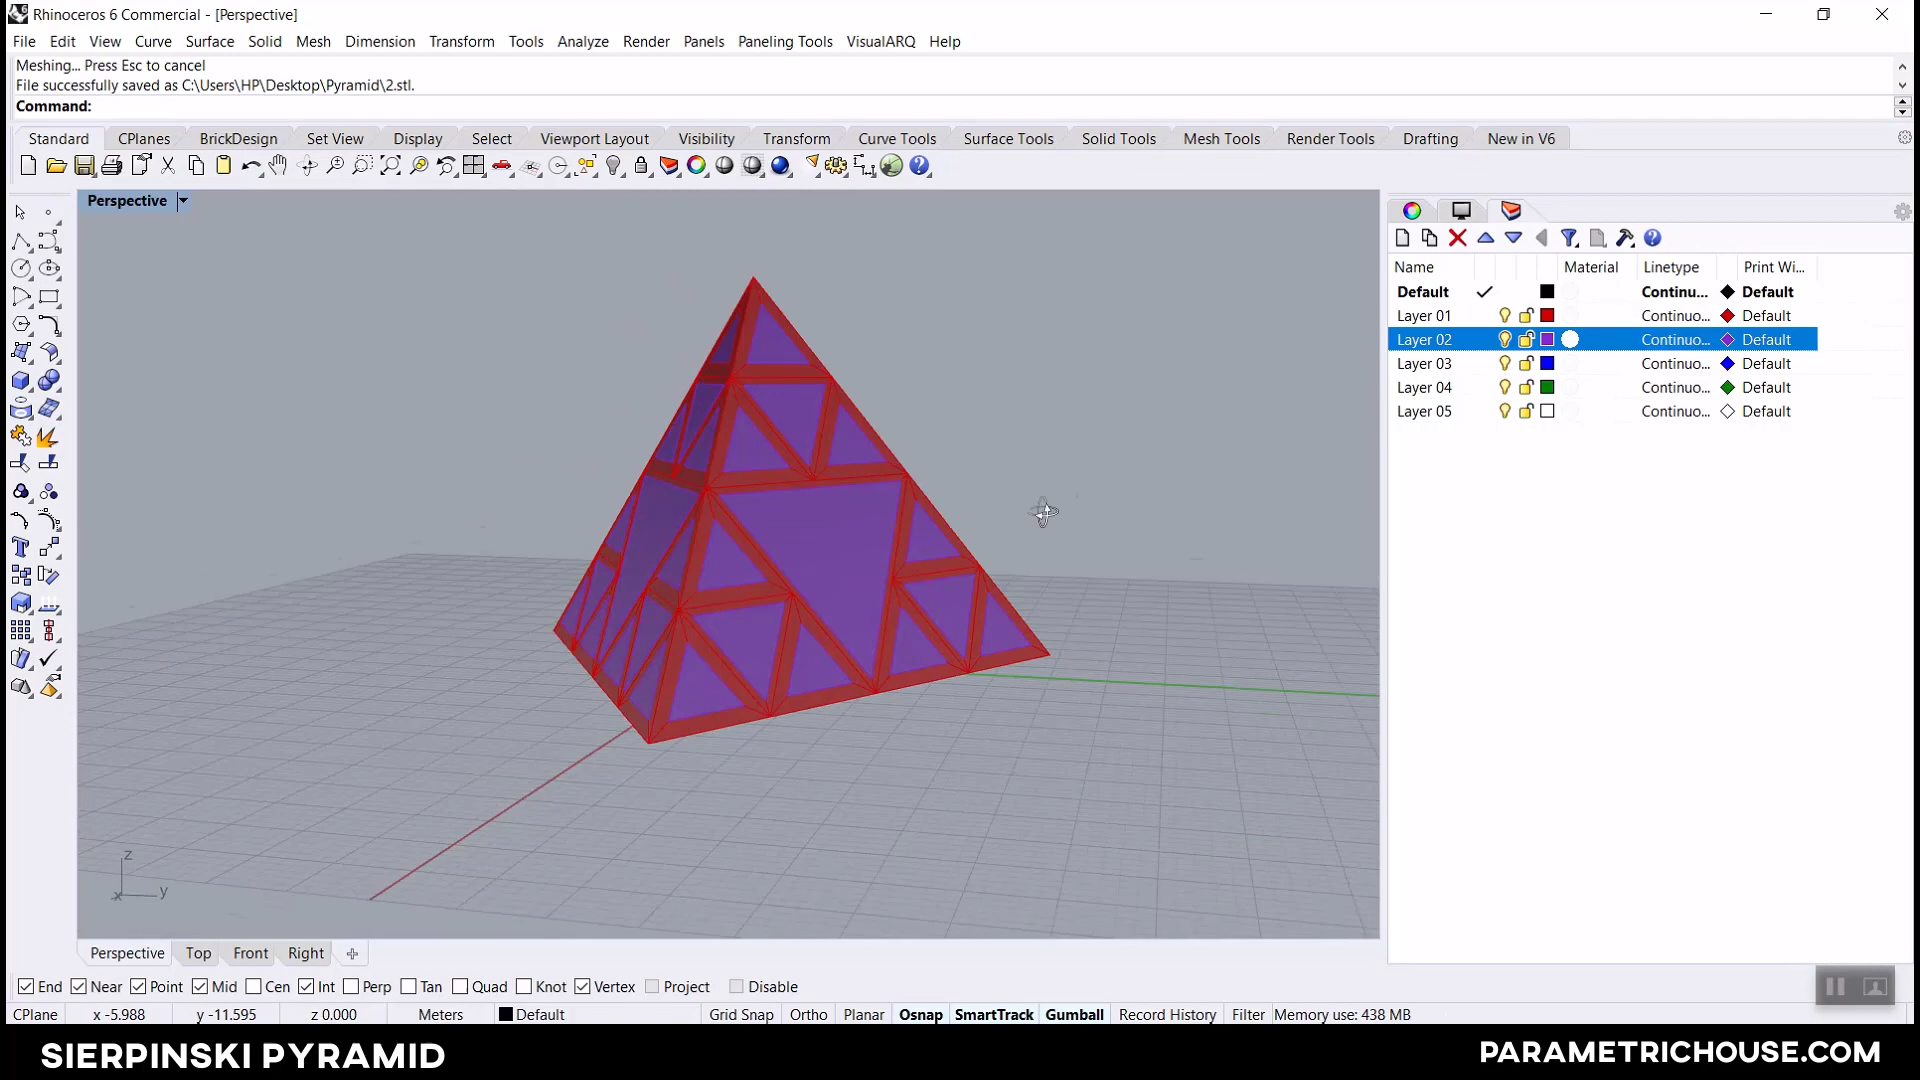 Rhinoceros 6 Commercial - [Perspective]
File Edit View Curve Surface Solid Mesh Dimension Transform Tools Analyze Render Panels Paneling Tools VisualARQ Help
Meshing... Press Esc to cancel
File successfully saved as C:\Users\HP\Desktop\Pyramid\2.stl.
Command:
Standard CPlanes BrickDesign Set View Display Select Viewport Layout Visibility Transform Curve Tools Surface Tools Solid Tools Mesh Tools Render Tools Drafting New in V6
Perspective
Name Material Linetype Print Wi...
Default Continu... Default
Layer 01 Continuo... Default
Layer 02 Continuo... Default
Layer 03 Continuo... Default
Layer 04 Continuo... Default
Layer 05 Continuo... Default
z
x y
Perspective Top Front Right
End Near Point Mid Cen Int Perp Tan Quad Knot Vertex Project Disable
CPlane x -5.988 y -11.595 z 0.000 Meters Default Grid Snap Ortho Planar Osnap SmartTrack Gumball Record History Filter Memory use: 438 MB
SIERPINSKI PYRAMID
PARAMETRICHOUSE.COM